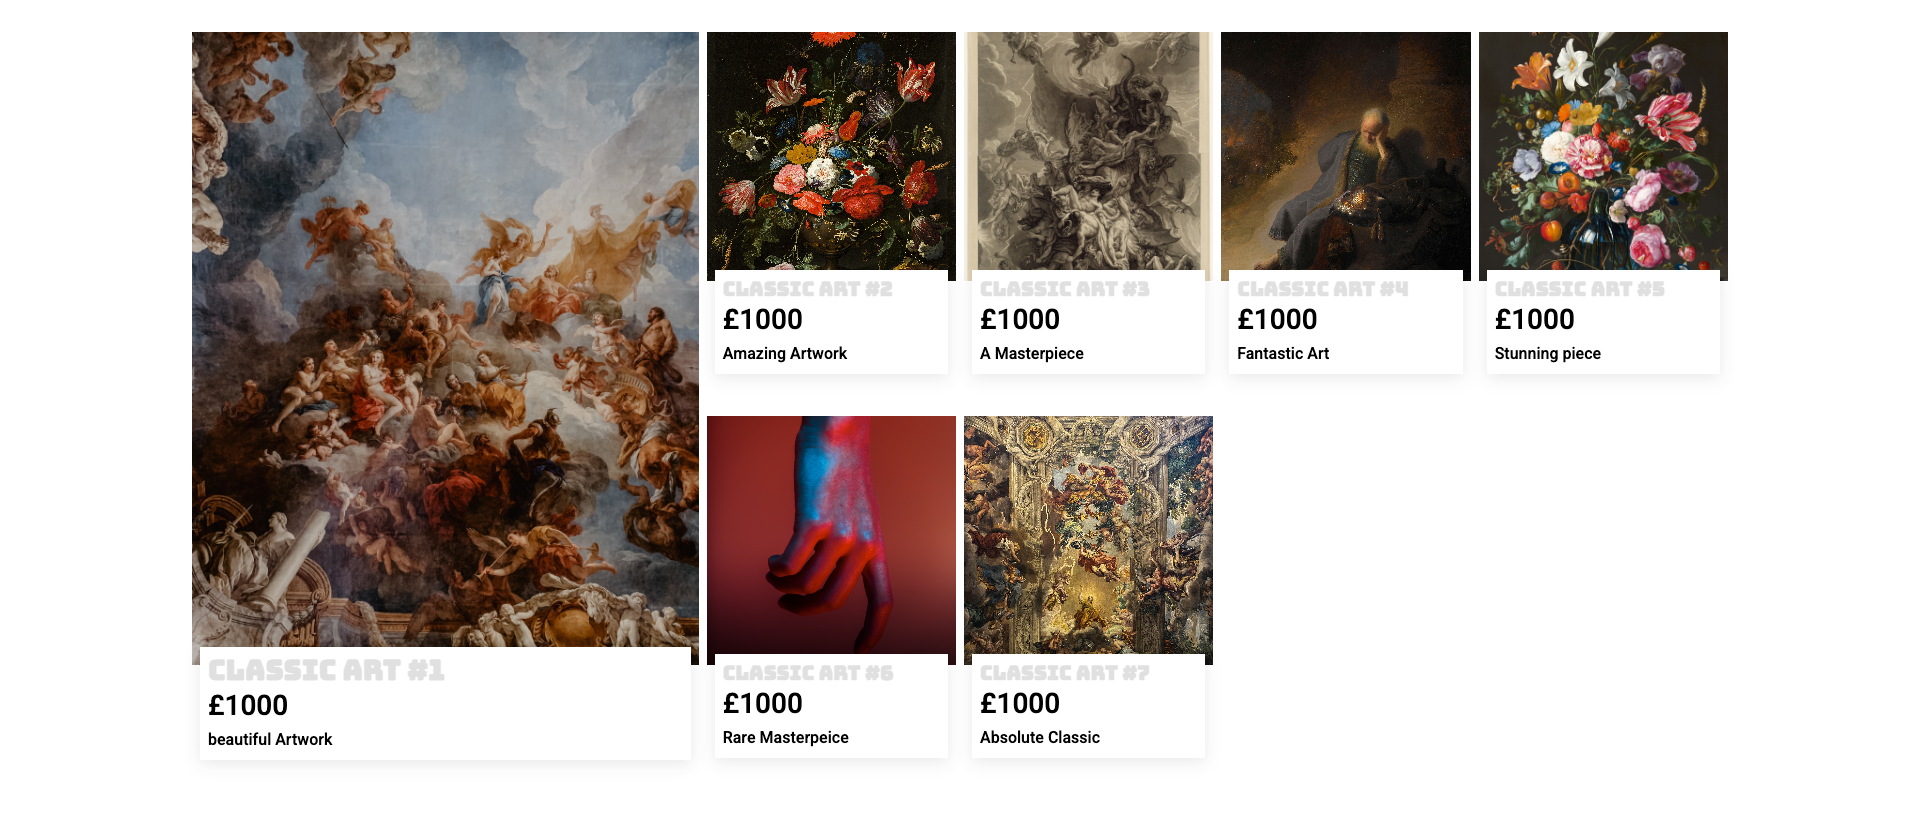 CLASSIC ART #1
£1000
beautiful Artwork
CLASSIC ART #2
£1000
Amazing Artwork
CLASSIC ART #3
£1000
A Masterpiece
CLASSIC ART #4
£1000
Fantastic Art
CLASSIC ART #5
£1000
Stunning piece
CLASSIC ART #6
£1000
Rare Masterpeice
CLASSIC ART #7
£1000
Absolute Classic